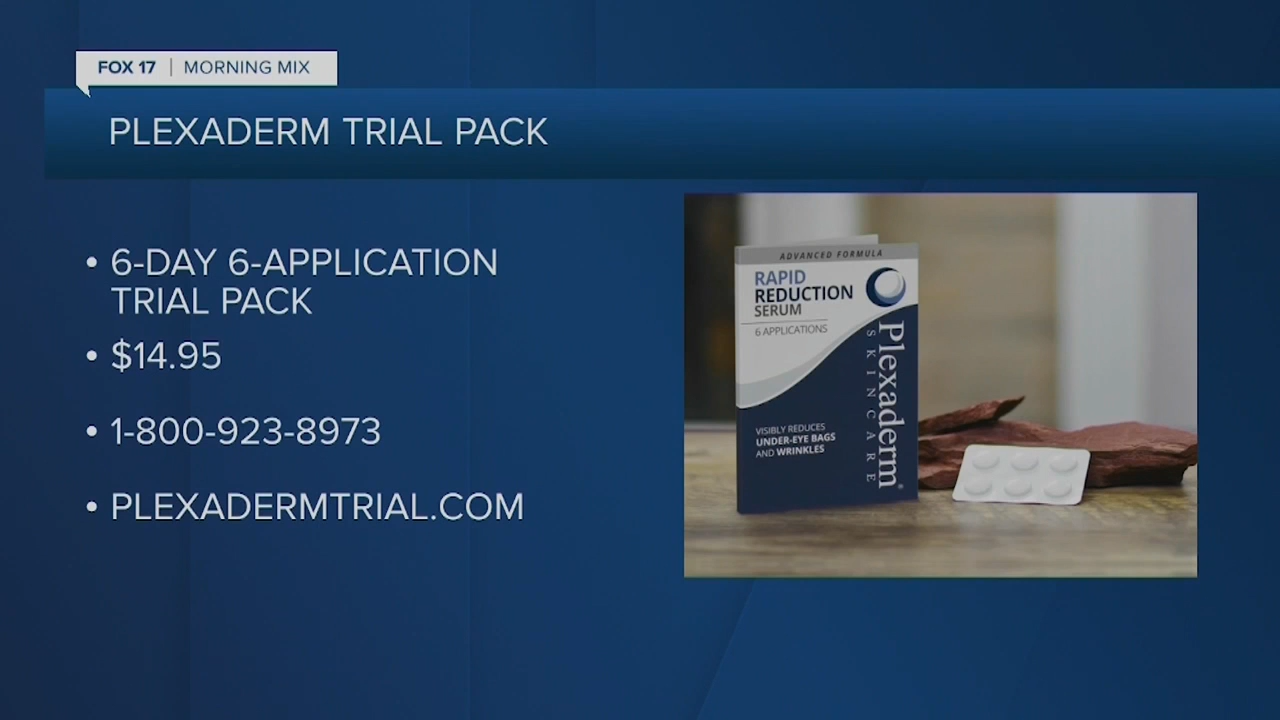 FOX 17 | MORNING MIX
PLEXADERM TRIAL PACK
• 6-DAY 6-APPLICATION
TRIAL PACK
• $14.95
• 1-800-923-8973
• PLEXADERMTRIAL.COM
ADVANCED FORMULA
RAPID
REDUCTION
SERUM
6 APPLICATIONS
Plexaderm®
SKINCARE
VISIBLY REDUCES
UNDER-EYE BAGS
AND WRINKLES